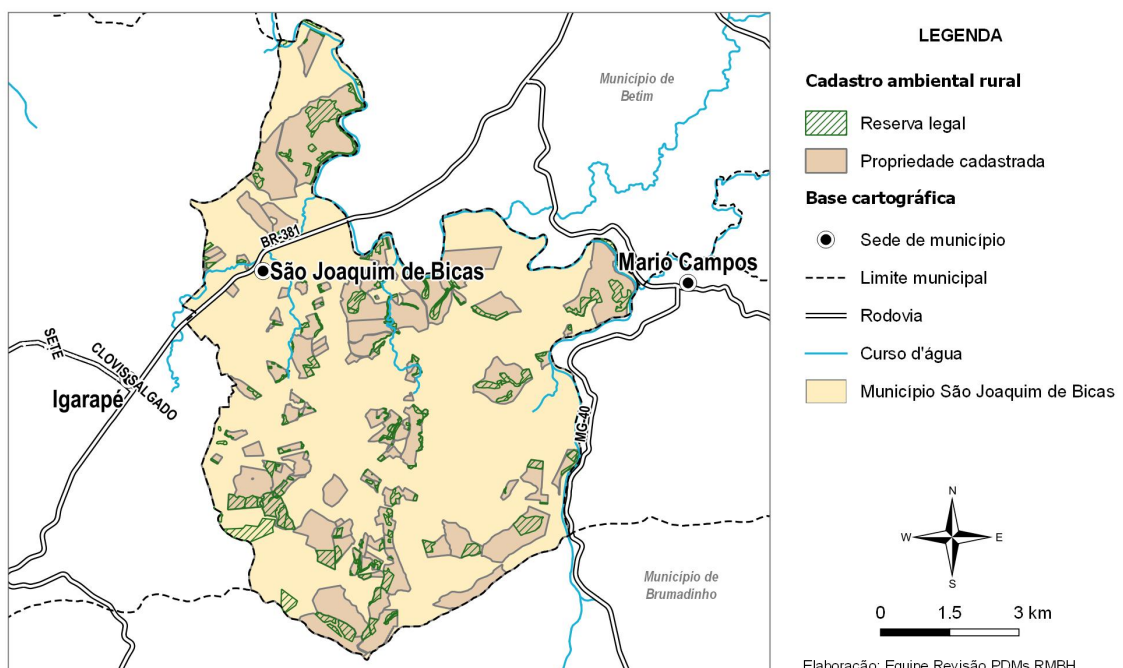 Município de
Betim
BR-381
São Joaquim de Bicas
Mario Campos
SETE
CLOVIS SALGADO
Igarapé
MG-40
Município de
Brumadinho
LEGENDA
Cadastro ambiental rural
Reserva legal
Propriedade cadastrada
Base cartográfica
Sede de município
Limite municipal
Rodovia
Curso d'água
Município São Joaquim de Bicas
N
W
E
S
0 1.5 3 km
Elaboração: Equipe Revisão PDMs RMBH